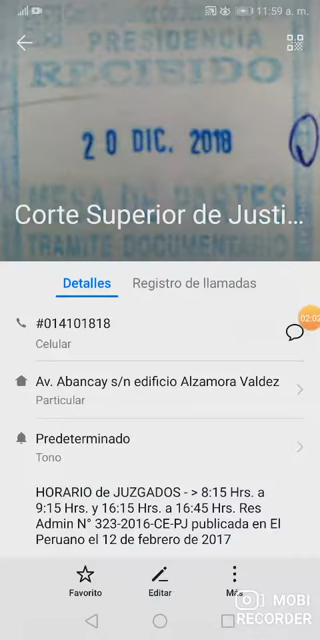 11:59 a. m.
PRESIDENCIA
RECIBIDO
20 DIC. 2018
MESA DE PARTES
TRAMITE DOCUMENTARIO
Corte Superior de Justi...
Detalles Registro de llamadas
#014101818
Celular
02:02
Av. Abancay s/n edificio Alzamora Valdez
Particular
Predeterminado
Tono
HORARIO de JUZGADOS - > 8:15 Hrs. a
9:15 Hrs. y 16:15 Hrs. a 16:45 Hrs. Res
Admin N° 323-2016-CE-PJ publicada en El
Peruano el 12 de febrero de 2017
Favorito Editar Más
MOBI
RECORDER